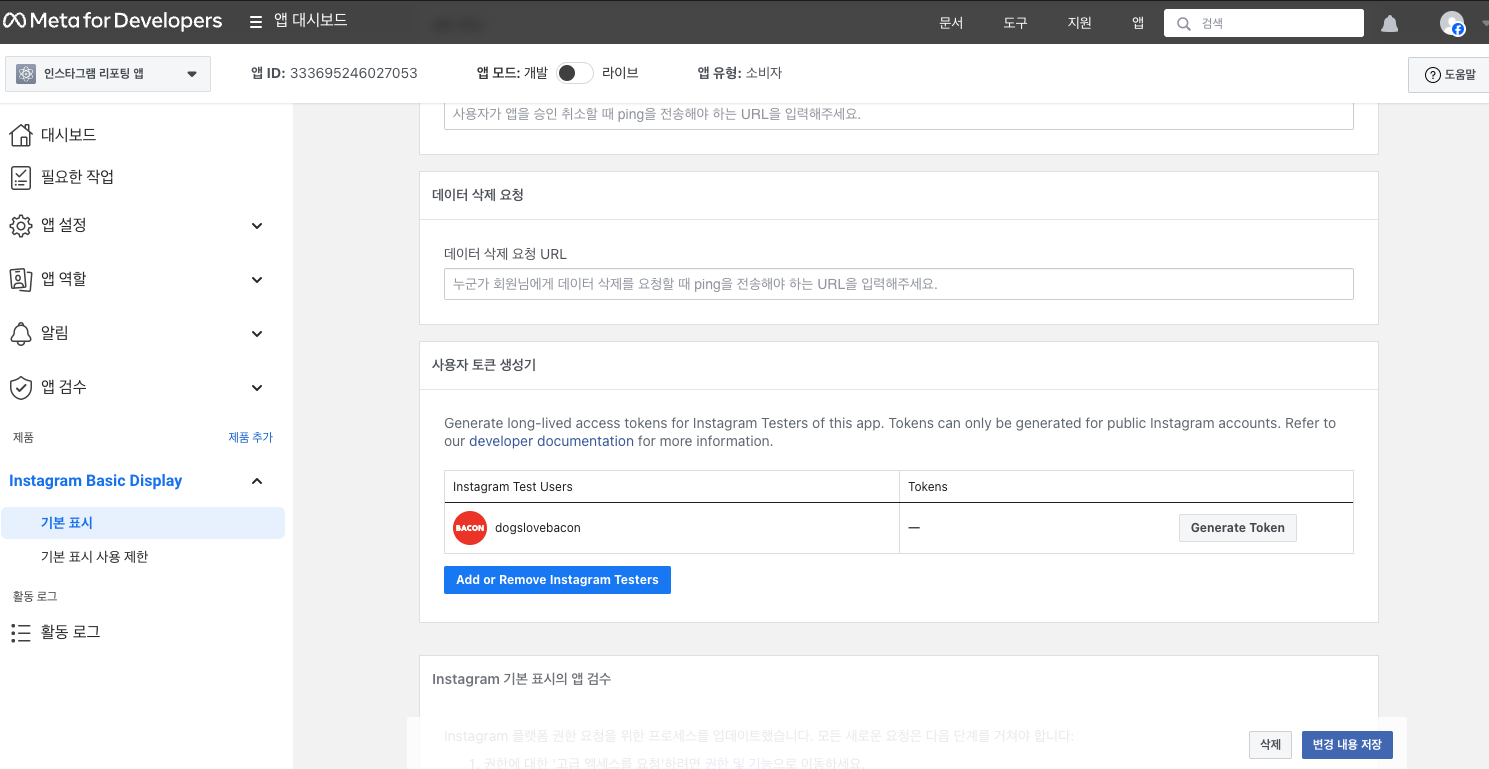 Meta for Developers
앱 대시보드
문서
도구
지원
앱
검색
인스타그램 리포팅 앱
앱 ID: 333695246027053
앱 모드: 개발
라이브
앱 유형: 소비자
도움말
대시보드
필요한 작업
앱 설정
앱 역할
알림
앱 검수
제품
제품 추가
Instagram Basic Display
기본 표시
기본 표시 사용 제한
활동 로그
활동 로그
사용자가 앱을 승인 취소할 때 ping을 전송해야 하는 URL을 입력해주세요.
데이터 삭제 요청
데이터 삭제 요청 URL
누군가 회원님에게 데이터 삭제를 요청할 때 ping을 전송해야 하는 URL을 입력해주세요.
사용자 토큰 생성기
Generate long-lived access tokens for Instagram Testers of this app. Tokens can only be generated for public Instagram accounts. Refer to
our developer documentation for more information.
Instagram Test Users
Tokens
BACON
dogslovebacon
—
Generate Token
Add or Remove Instagram Testers
Instagram 기본 표시의 앱 검수
Instagram 플랫폼 권한 요청을 위한 프로세스를 업데이트했습니다. 모든 새로운 요청은 다음 단계를 거쳐야 합니다:
1. 권한에 대한 '고급 액세스를 요청'하려면 권한 및 기능으로 이동하세요.
삭제
변경 내용 저장